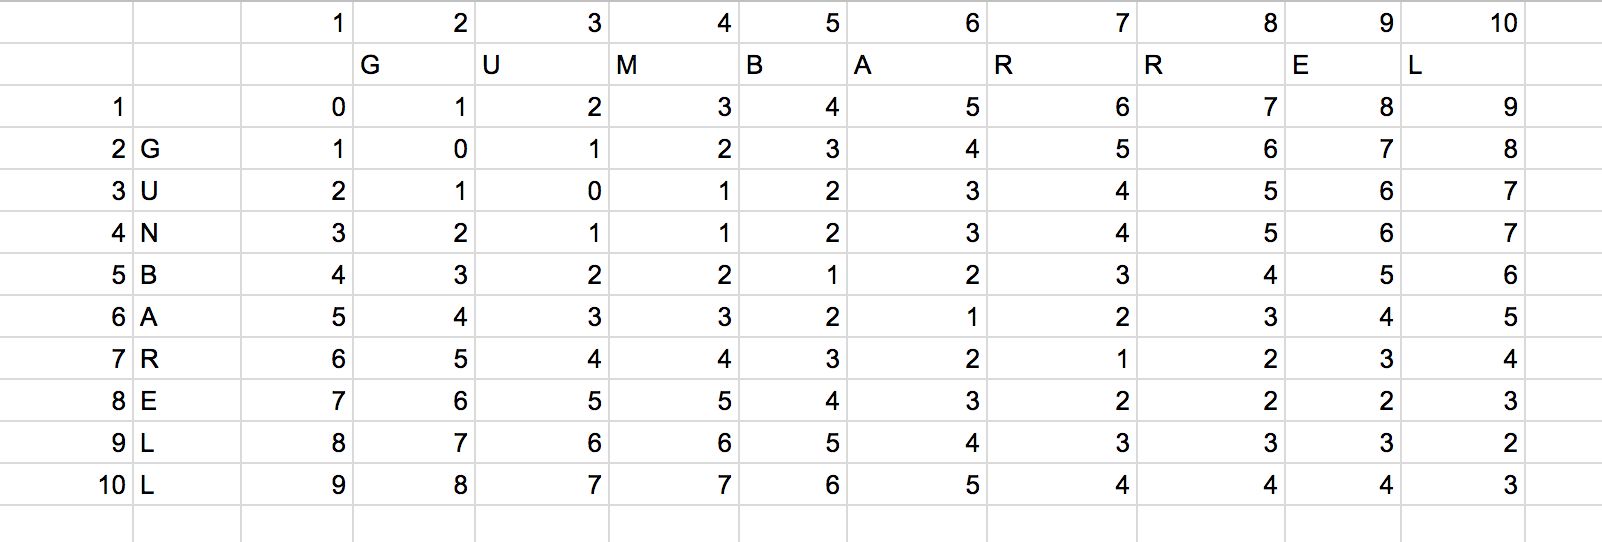 1 2 3 4 5 6 7 8 9 10
G U M B A R R E L
1 0 1 2 3 4 5 6 7 8 9
2 G 1 0 1 2 3 4 5 6 7 8
3 U 2 1 0 1 2 3 4 5 6 7
4 N 3 2 1 1 2 3 4 5 6 7
5 B 4 3 2 2 1 2 3 4 5 6
6 A 5 4 3 3 2 1 2 3 4 5
7 R 6 5 4 4 3 2 1 2 3 4
8 E 7 6 5 5 4 3 2 2 2 3
9 L 8 7 6 6 5 4 3 3 3 2
10 L 9 8 7 7 6 5 4 4 4 3